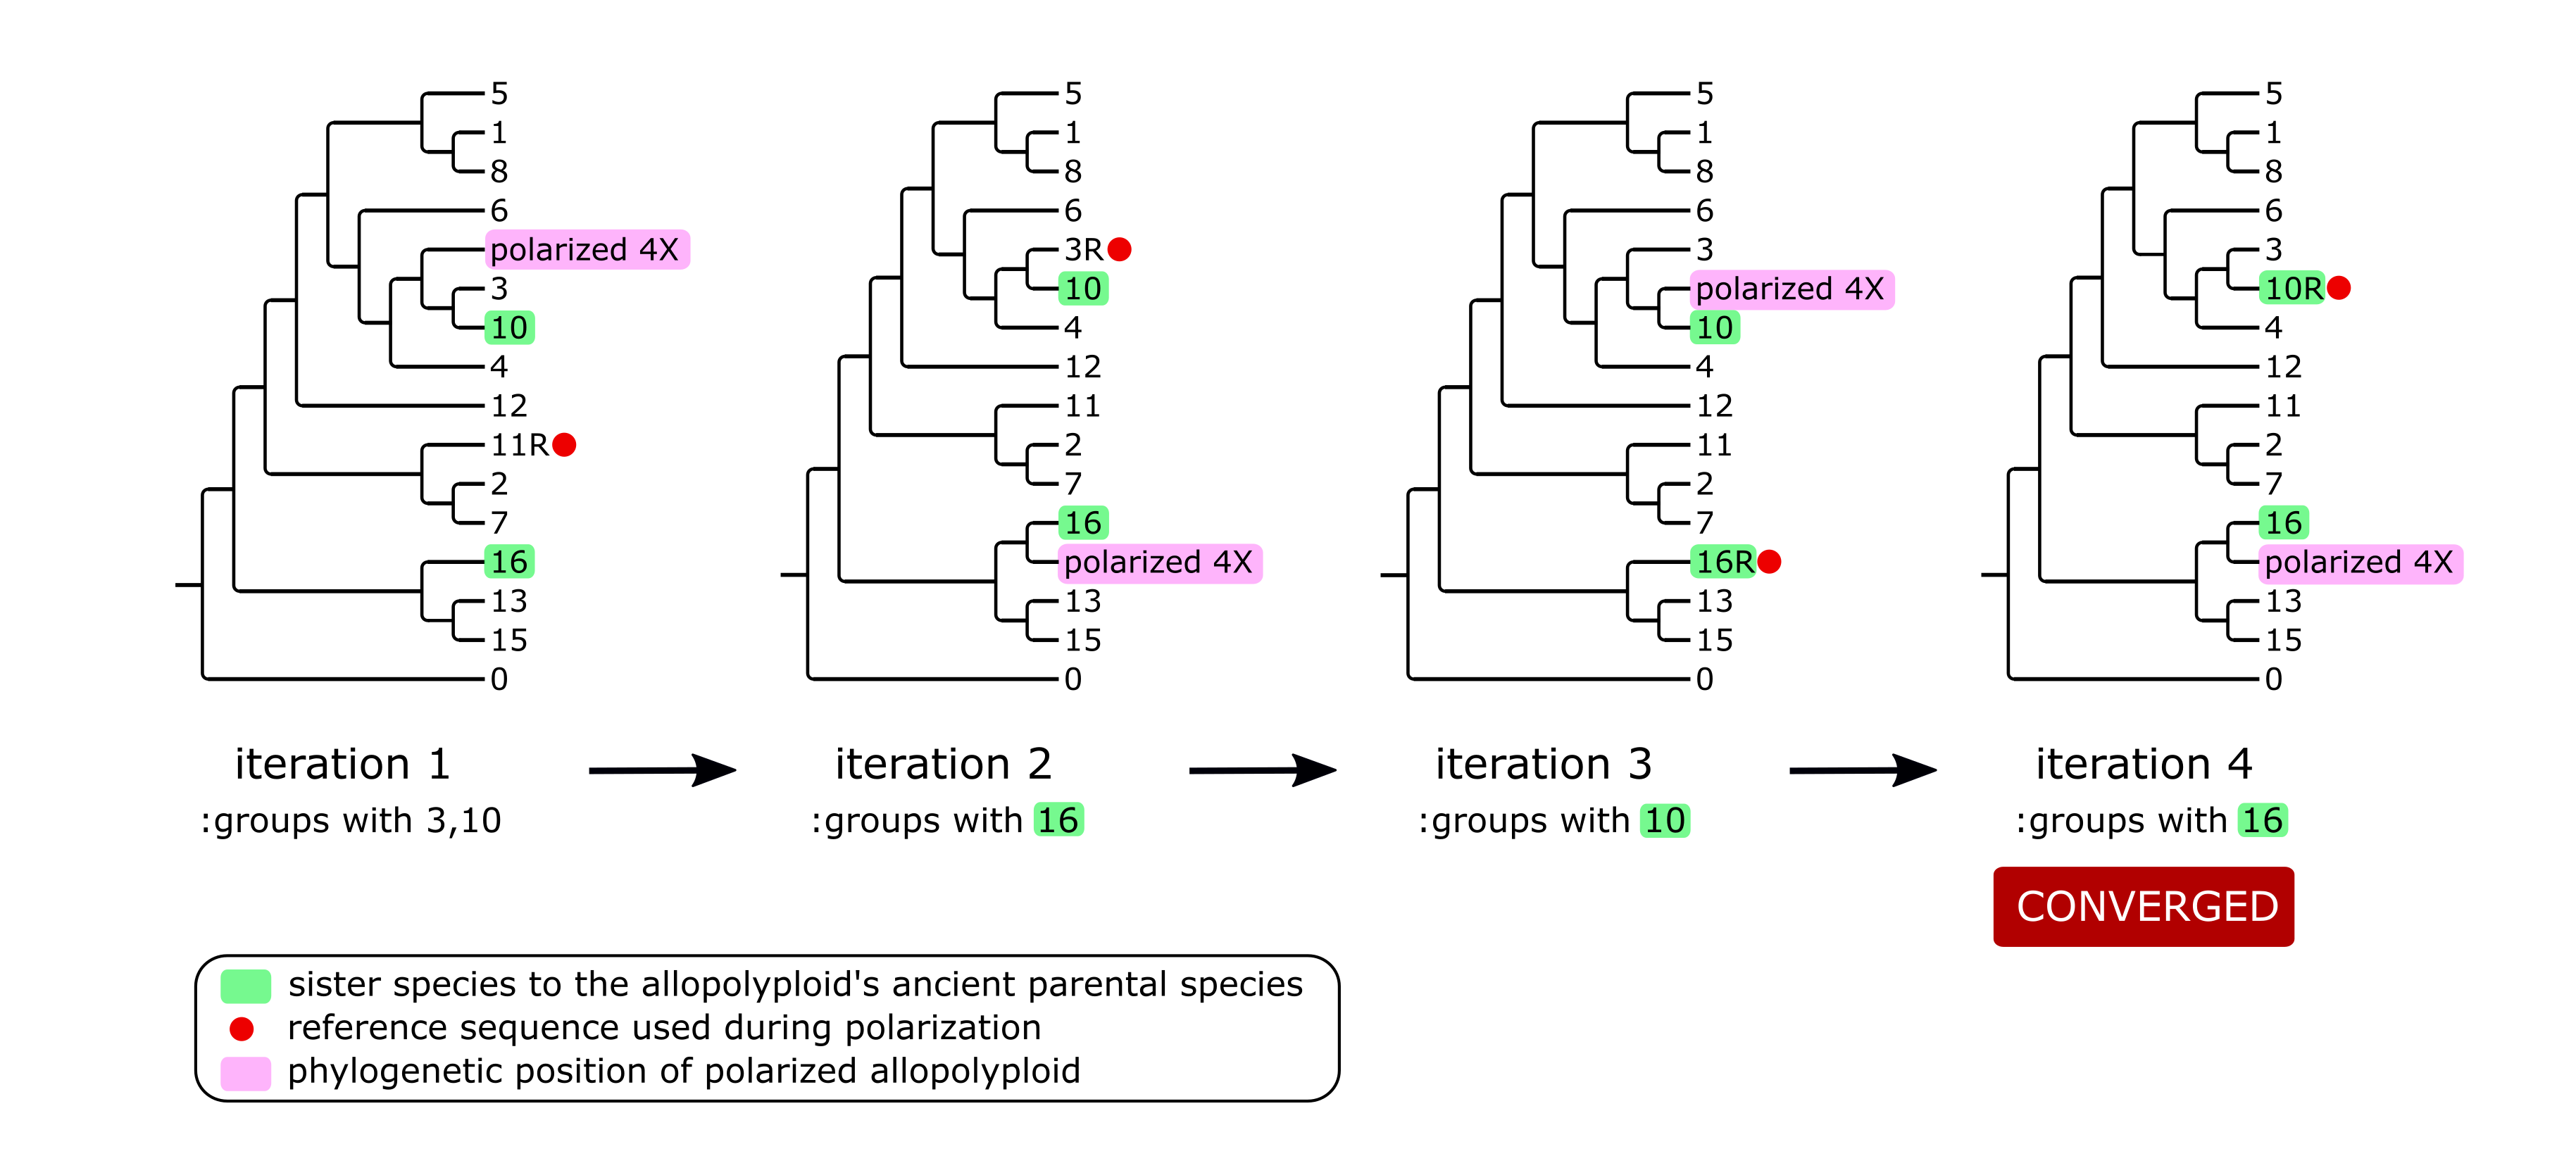 5
1
8
6
polarized 4X
3
10
4
12
11R
2
7
16
13
15
0
iteration 1
:groups with 3,10
5
1
8
6
3R
10
4
12
11
2
7
16
polarized 4X
13
15
0
iteration 2
:groups with 16
5
1
8
6
3
polarized 4X
10
4
12
11
2
7
16R
13
15
0
iteration 3
:groups with 10
5
1
8
6
3
10R
4
12
11
2
7
16
polarized 4X
13
15
0
iteration 4
:groups with 16
CONVERGED
sister species to the allopolyploid's ancient parental species
reference sequence used during polarization
phylogenetic position of polarized allopolyploid